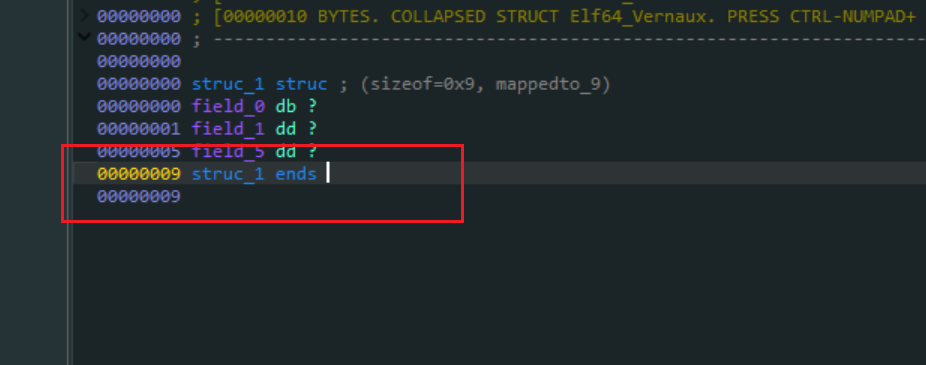 00000000 ; [00000010 BYTES. COLLAPSED STRUCT Elf64_Vernaux. PRESS CTRL-NUMPAD+
00000000 ; ---------------------------------------------------------------------
00000000
00000000 struc_1 struc ; (sizeof=0x9, mappedto_9)
00000000 field_0 db ?
00000001 field_1 dd ?
00000005 field_5 dd ?
00000009 struc_1 ends
00000009